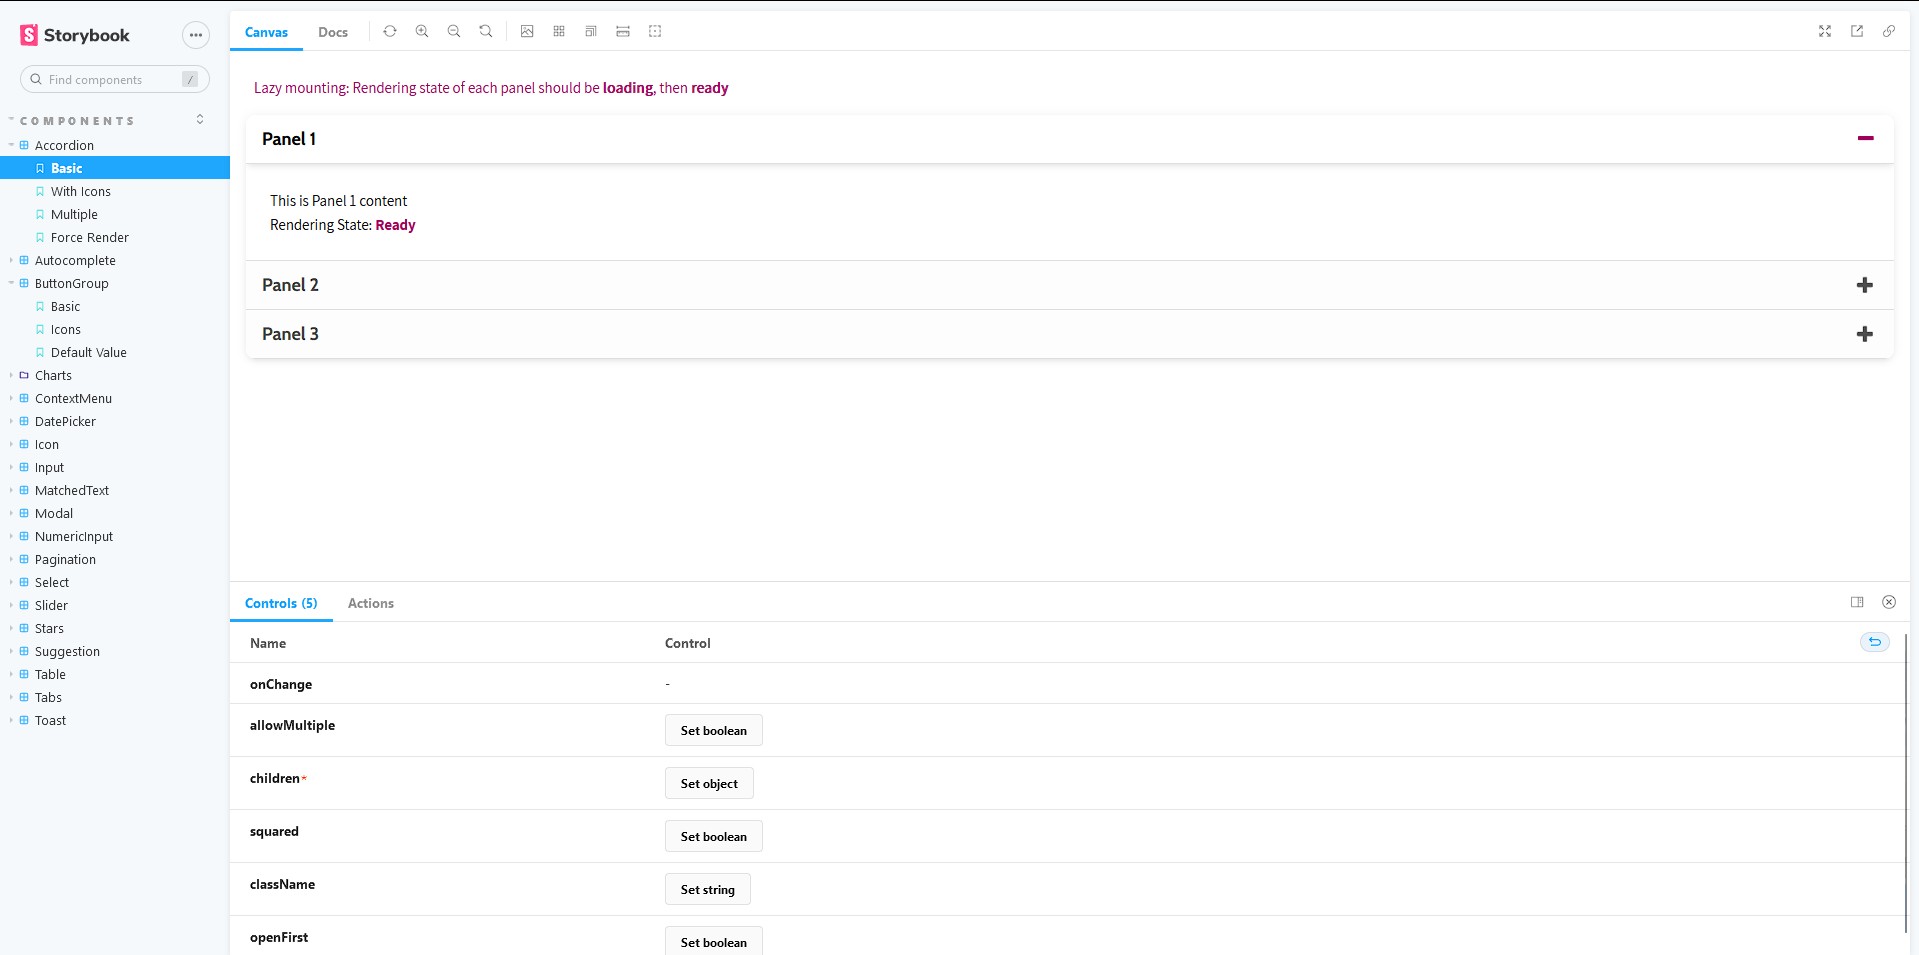 Storybook
Find components /
COMPONENTS
Accordion
Basic
With Icons
Multiple
Force Render
Autocomplete
ButtonGroup
Basic
Icons
Default Value
Charts
ContextMenu
DatePicker
Icon
Input
MatchedText
Modal
NumericInput
Pagination
Select
Slider
Stars
Suggestion
Table
Tabs
Toast
Canvas Docs
Lazy mounting: Rendering state of each panel should be loading, then ready
Panel 1
This is Panel 1 content
Rendering State: Ready
Panel 2
Panel 3
Controls (5) Actions
Name Control
onChange -
allowMultiple Set boolean
children* Set object
squared Set boolean
className Set string
openFirst Set boolean